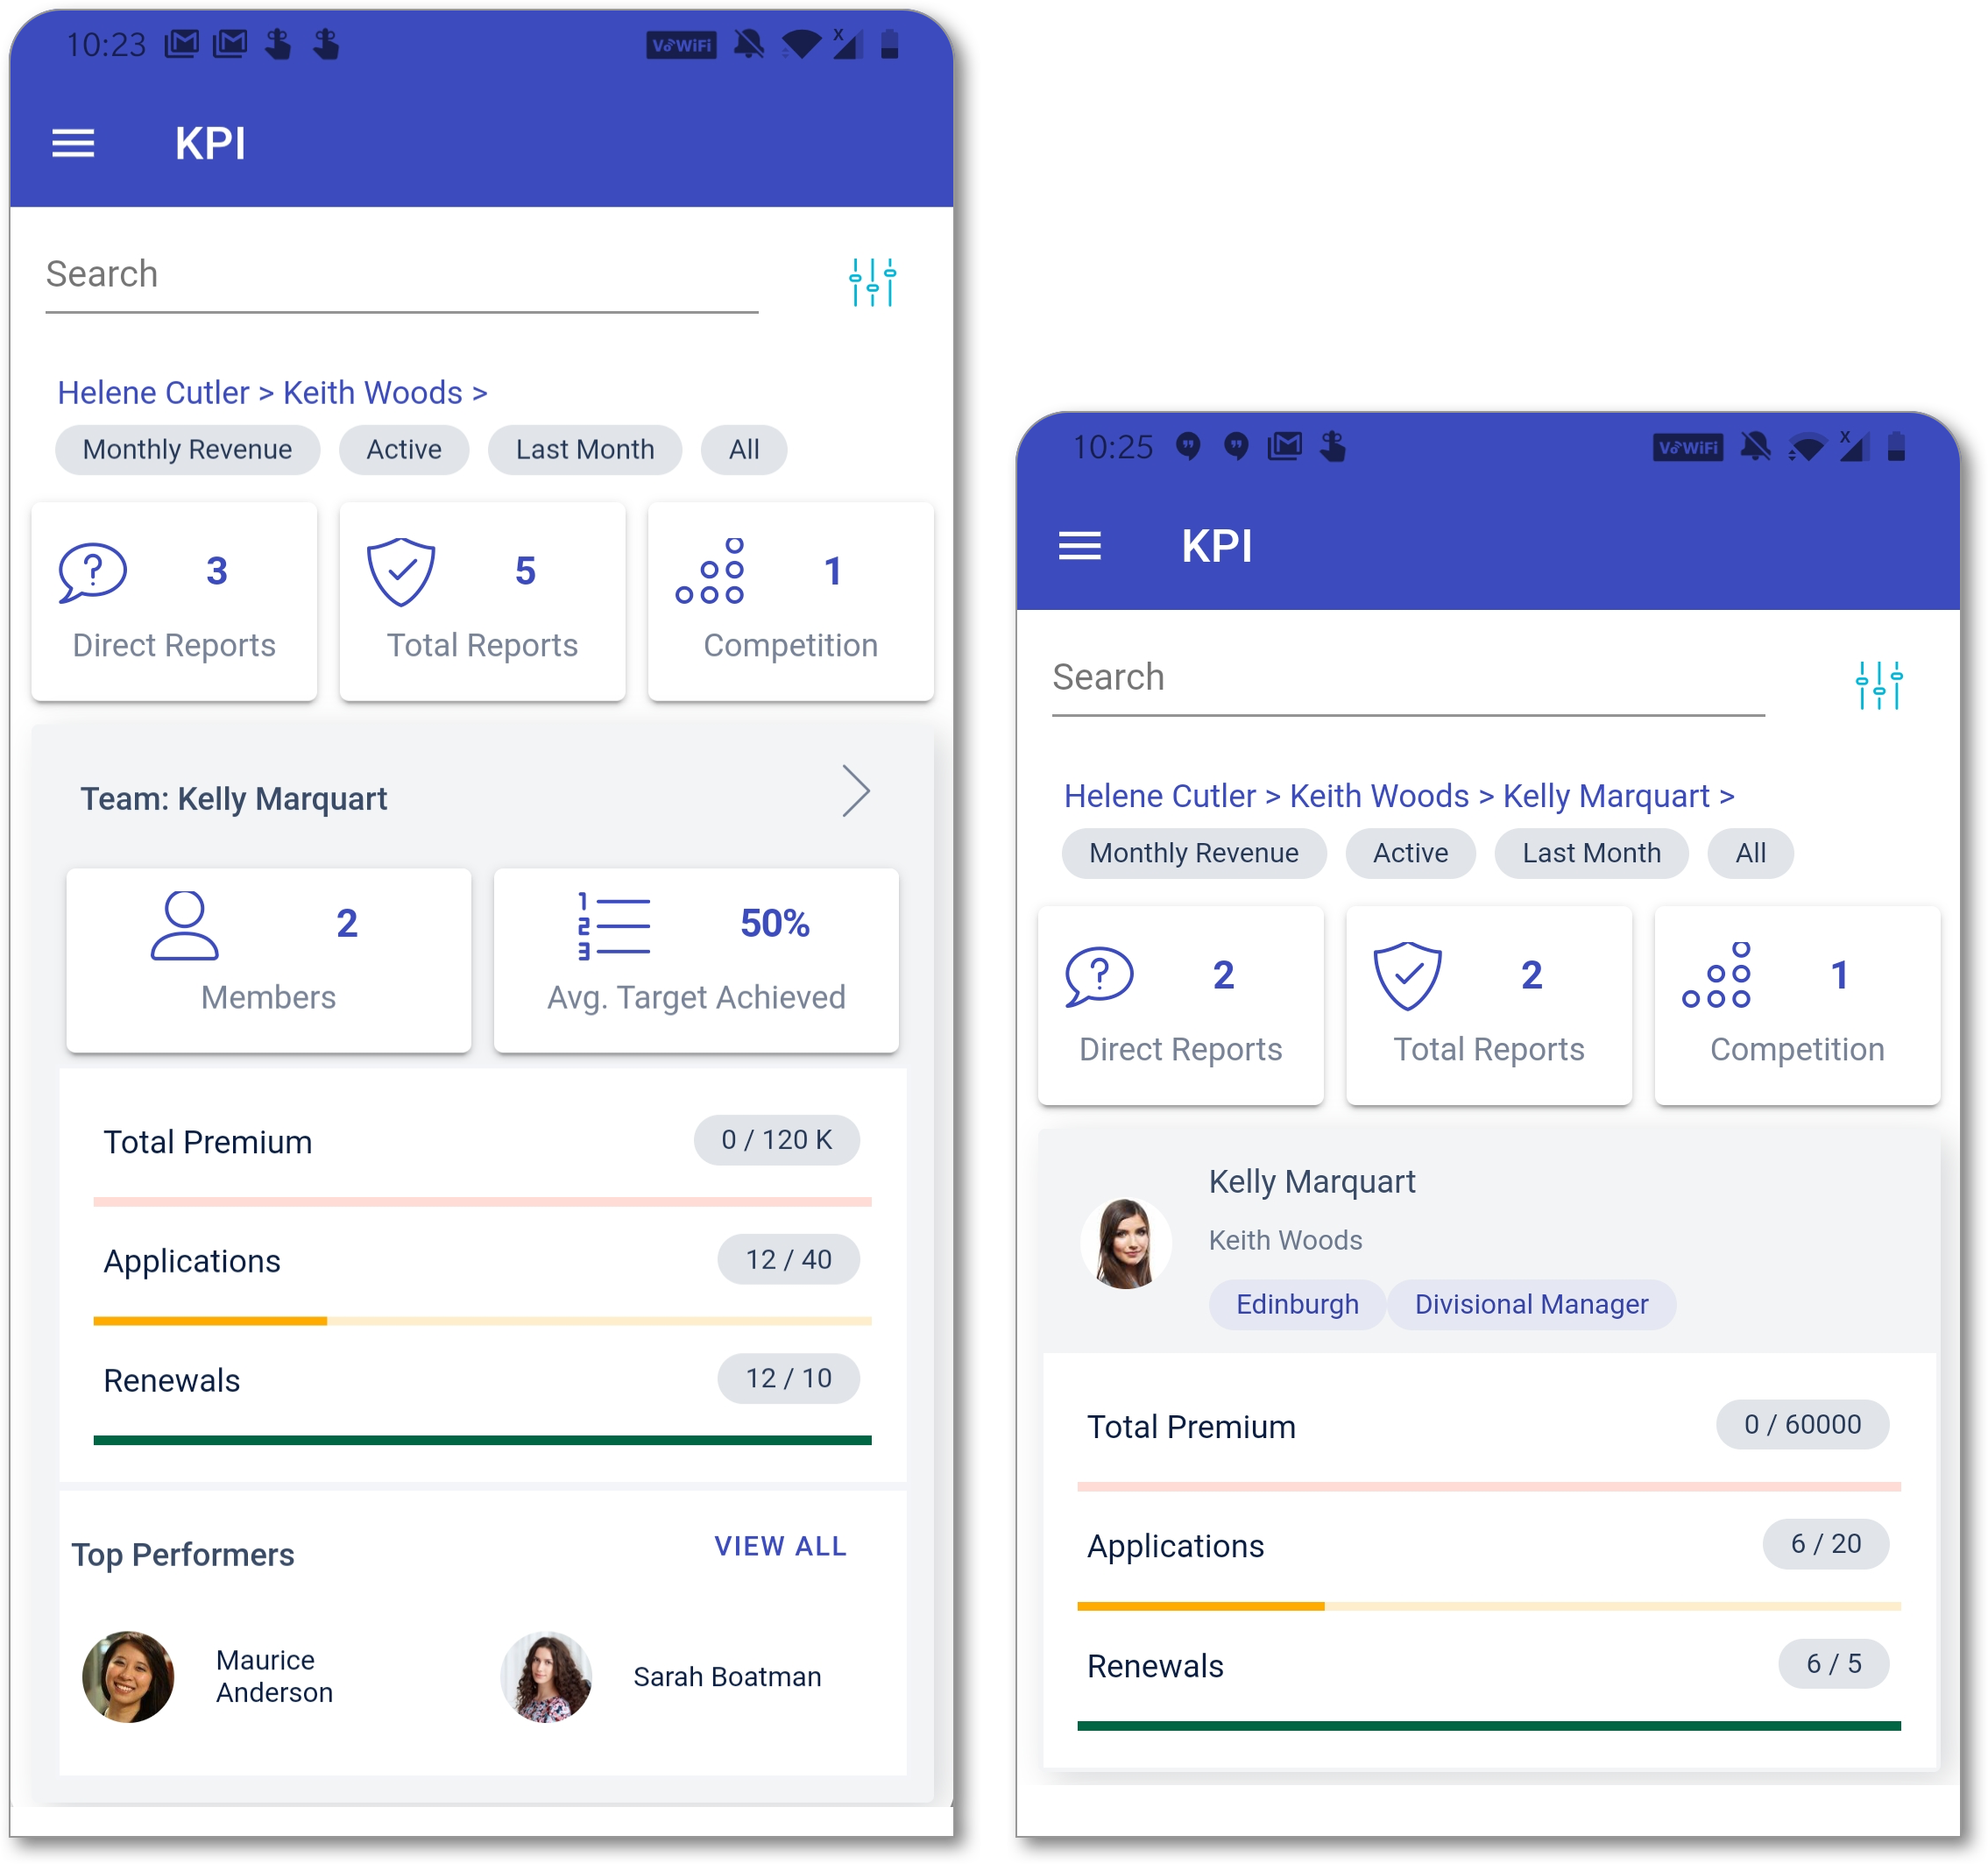 10:23
VoWiFi
X
KPI
Search
Helene Cutler > Keith Woods >
Monthly Revenue Active Last Month All
? 3 5 1
Direct Reports Total Reports Competition
Team: Kelly Marquart
2 1 2 3 50%
Members Avg. Target Achieved
Total Premium 0 / 120 K
Applications 12 / 40
Renewals 12 / 10
Top Performers VIEW ALL
Maurice
Anderson
Sarah Boatman
10:25
VoWiFi
X
KPI
Search
Helene Cutler > Keith Woods > Kelly Marquart >
Monthly Revenue Active Last Month All
? 2 2 1
Direct Reports Total Reports Competition
Kelly Marquart
Keith Woods
Edinburgh Divisional Manager
Total Premium 0 / 60000
Applications 6 / 20
Renewals 6 / 5